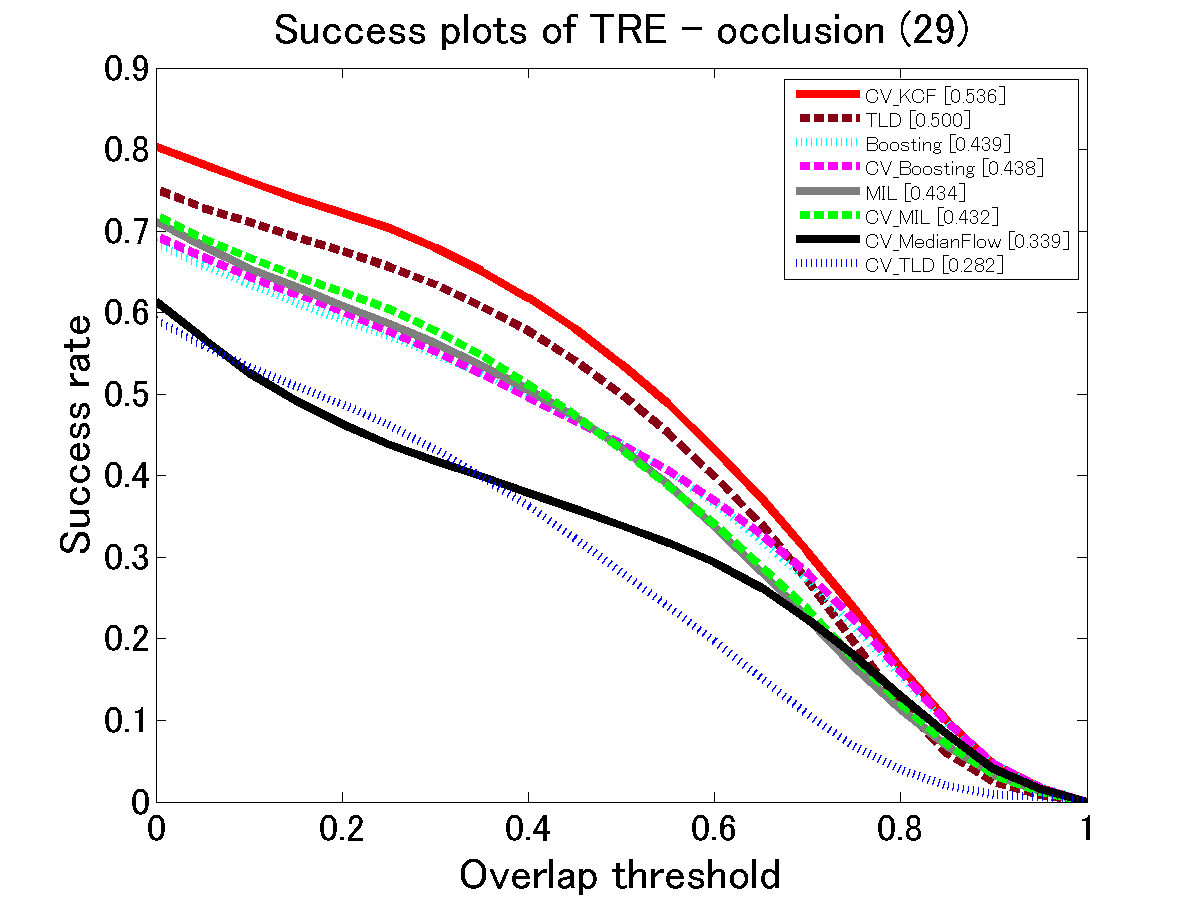 Success plots of TRE − occlusion (29)
0.9
0.8
0.7
0.6
0.5
0.4
0.3
0.2
0.1
0
Success rate
CV_KCF [0.536]
TLD [0.500]
Boosting [0.439]
CV_Boosting [0.438]
MIL [0.434]
CV_MIL [0.432]
CV_MedianFlow [0.339]
CV_TLD [0.282]
0 0.2 0.4 0.6 0.8 1
Overlap threshold